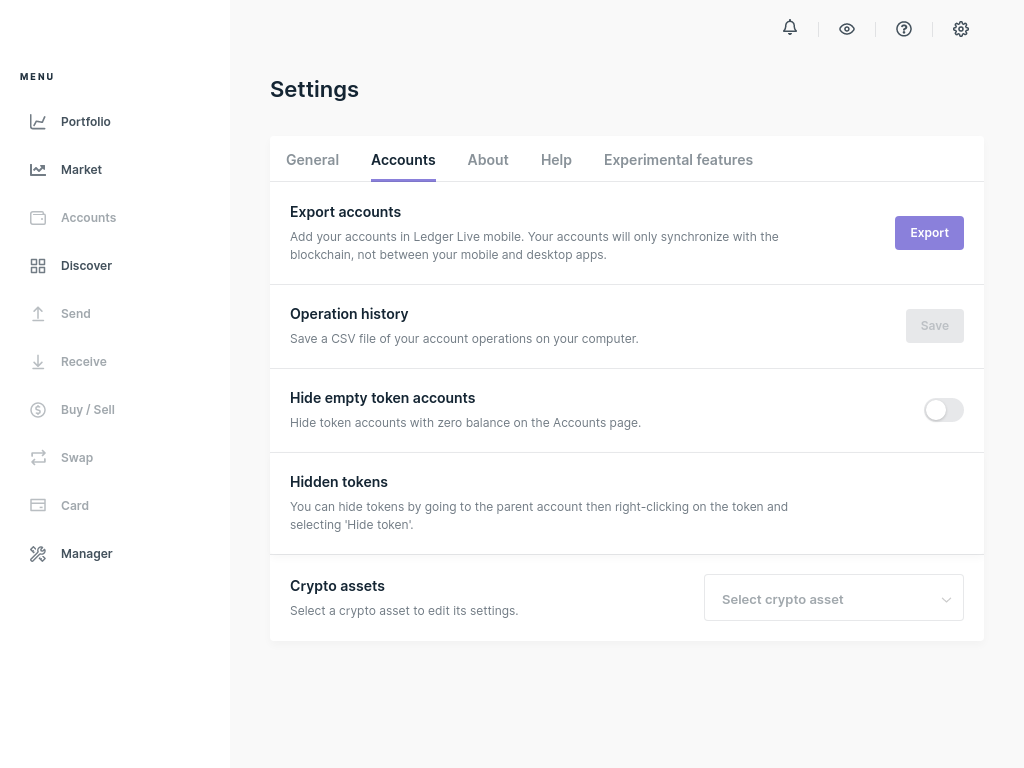 MENU
Portfolio
Market
Accounts
Discover
Send
Receive
Buy / Sell
Swap
Card
Manager
Settings
General
Accounts
About
Help
Experimental features
Export accounts
Add your accounts in Ledger Live mobile. Your accounts will only synchronize with the
blockchain, not between your mobile and desktop apps.
Export
Operation history
Save a CSV file of your account operations on your computer.
Save
Hide empty token accounts
Hide token accounts with zero balance on the Accounts page.
Hidden tokens
You can hide tokens by going to the parent account then right-clicking on the token and
selecting 'Hide token'.
Crypto assets
Select a crypto asset to edit its settings.
Select crypto asset